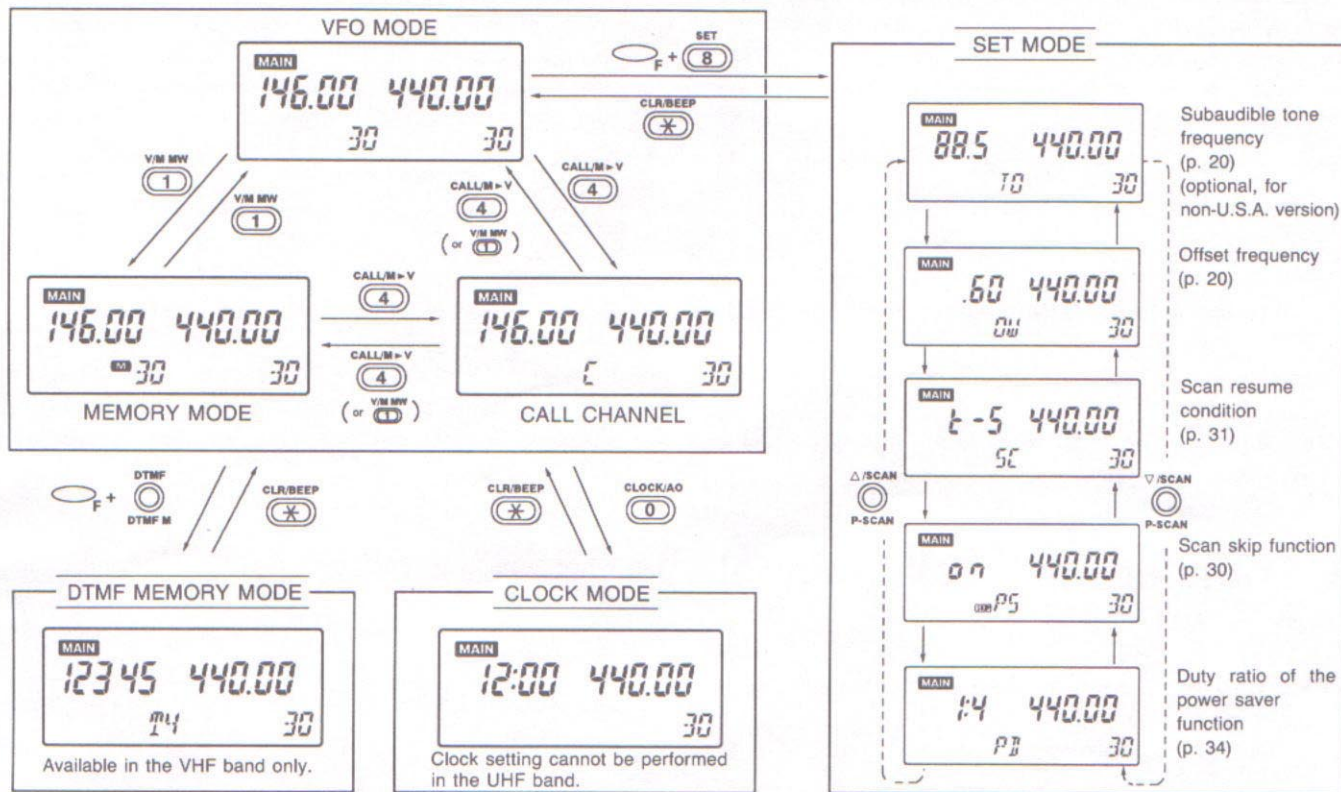 VFO MODE
MAIN
146.00 440.00
30 30
F + SET 8
CLR/BEEP
V/M MW
1
V/M MW
1
CALL/M►V
4
(or V/M MW 1)
CALL/M►V
4
MAIN
146.00 440.00
M 30 30
MEMORY MODE
CALL/M►V
4
CALL/M►V
4
(or V/M MW 1)
MAIN
146.00 440.00
C 30
CALL CHANNEL
F + DTMF
DTMF M
CLR/BEEP
CLR/BEEP
CLOCK/AO
0
DTMF MEMORY MODE
MAIN
12345 440.00
T4 30
Available in the VHF band only.
CLOCK MODE
MAIN
12:00 440.00
30
Clock setting cannot be performed
in the UHF band.
SET MODE
MAIN
88.5 440.00
TO 30
Subaudible tone
frequency
(p. 20)
(optional, for
non-U.S.A. version)
MAIN
.60 440.00
OW 30
Offset frequency
(p. 20)
MAIN
t-5 440.00
SC 30
Scan resume
condition
(p. 31)
△/SCAN
P-SCAN
▽/SCAN
P-SCAN
MAIN
on 440.00
PS 30
Scan skip function
(p. 30)
MAIN
1:4 440.00
30
Duty ratio of the
power saver
function
(p. 34)